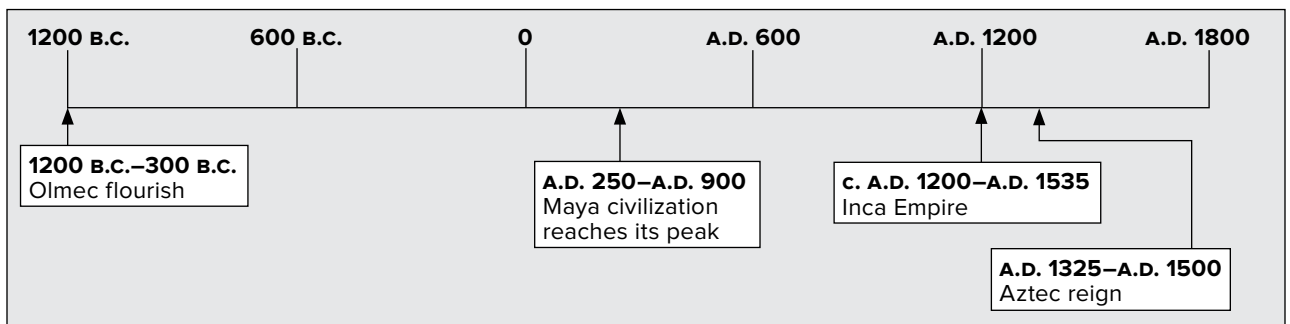 1200 B.C. 600 B.C. 0 A.D. 600 A.D. 1200 A.D. 1800
1200 B.C.–300 B.C.
Olmec flourish
A.D. 250–A.D. 900
Maya civilization
reaches its peak
C. A.D. 1200–A.D. 1535
Inca Empire
A.D. 1325–A.D. 1500
Aztec reign